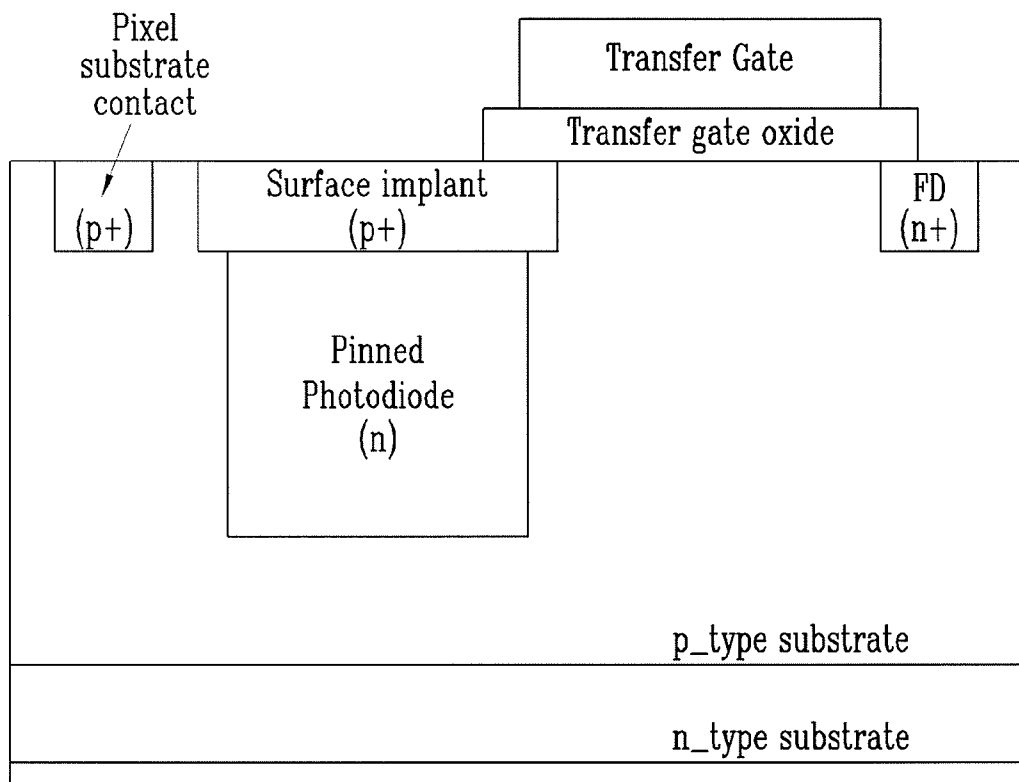 Pixel
substrate
contact
(p+)
Surface implant
(p+)
Pinned
Photodiode
(n)
Transfer Gate
Transfer gate oxide
FD
(n+)
p_type substrate
n_type substrate